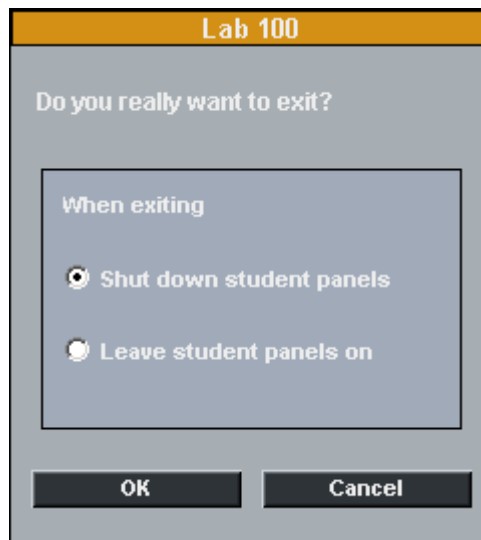 Lab 100
Do you really want to exit?
When exiting
Shut down student panels
Leave student panels on
OK Cancel